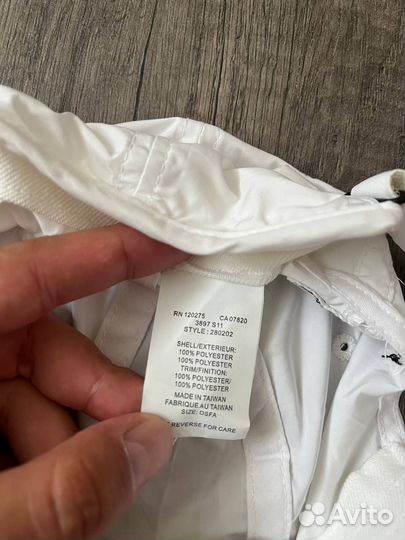 RN 120275 CA 07820
3897 S11
STYLE : 280202
SHELL/EXTERIEUR:
100% POLYESTER
100% POLYESTER
TRIM/FINITION:
100% POLYESTER/
100% POLYESTER
MADE IN TAIWAN
FABRIQUE AU TAIWAN
SIZE: OSFA
REVERSE FOR CARE
Avito